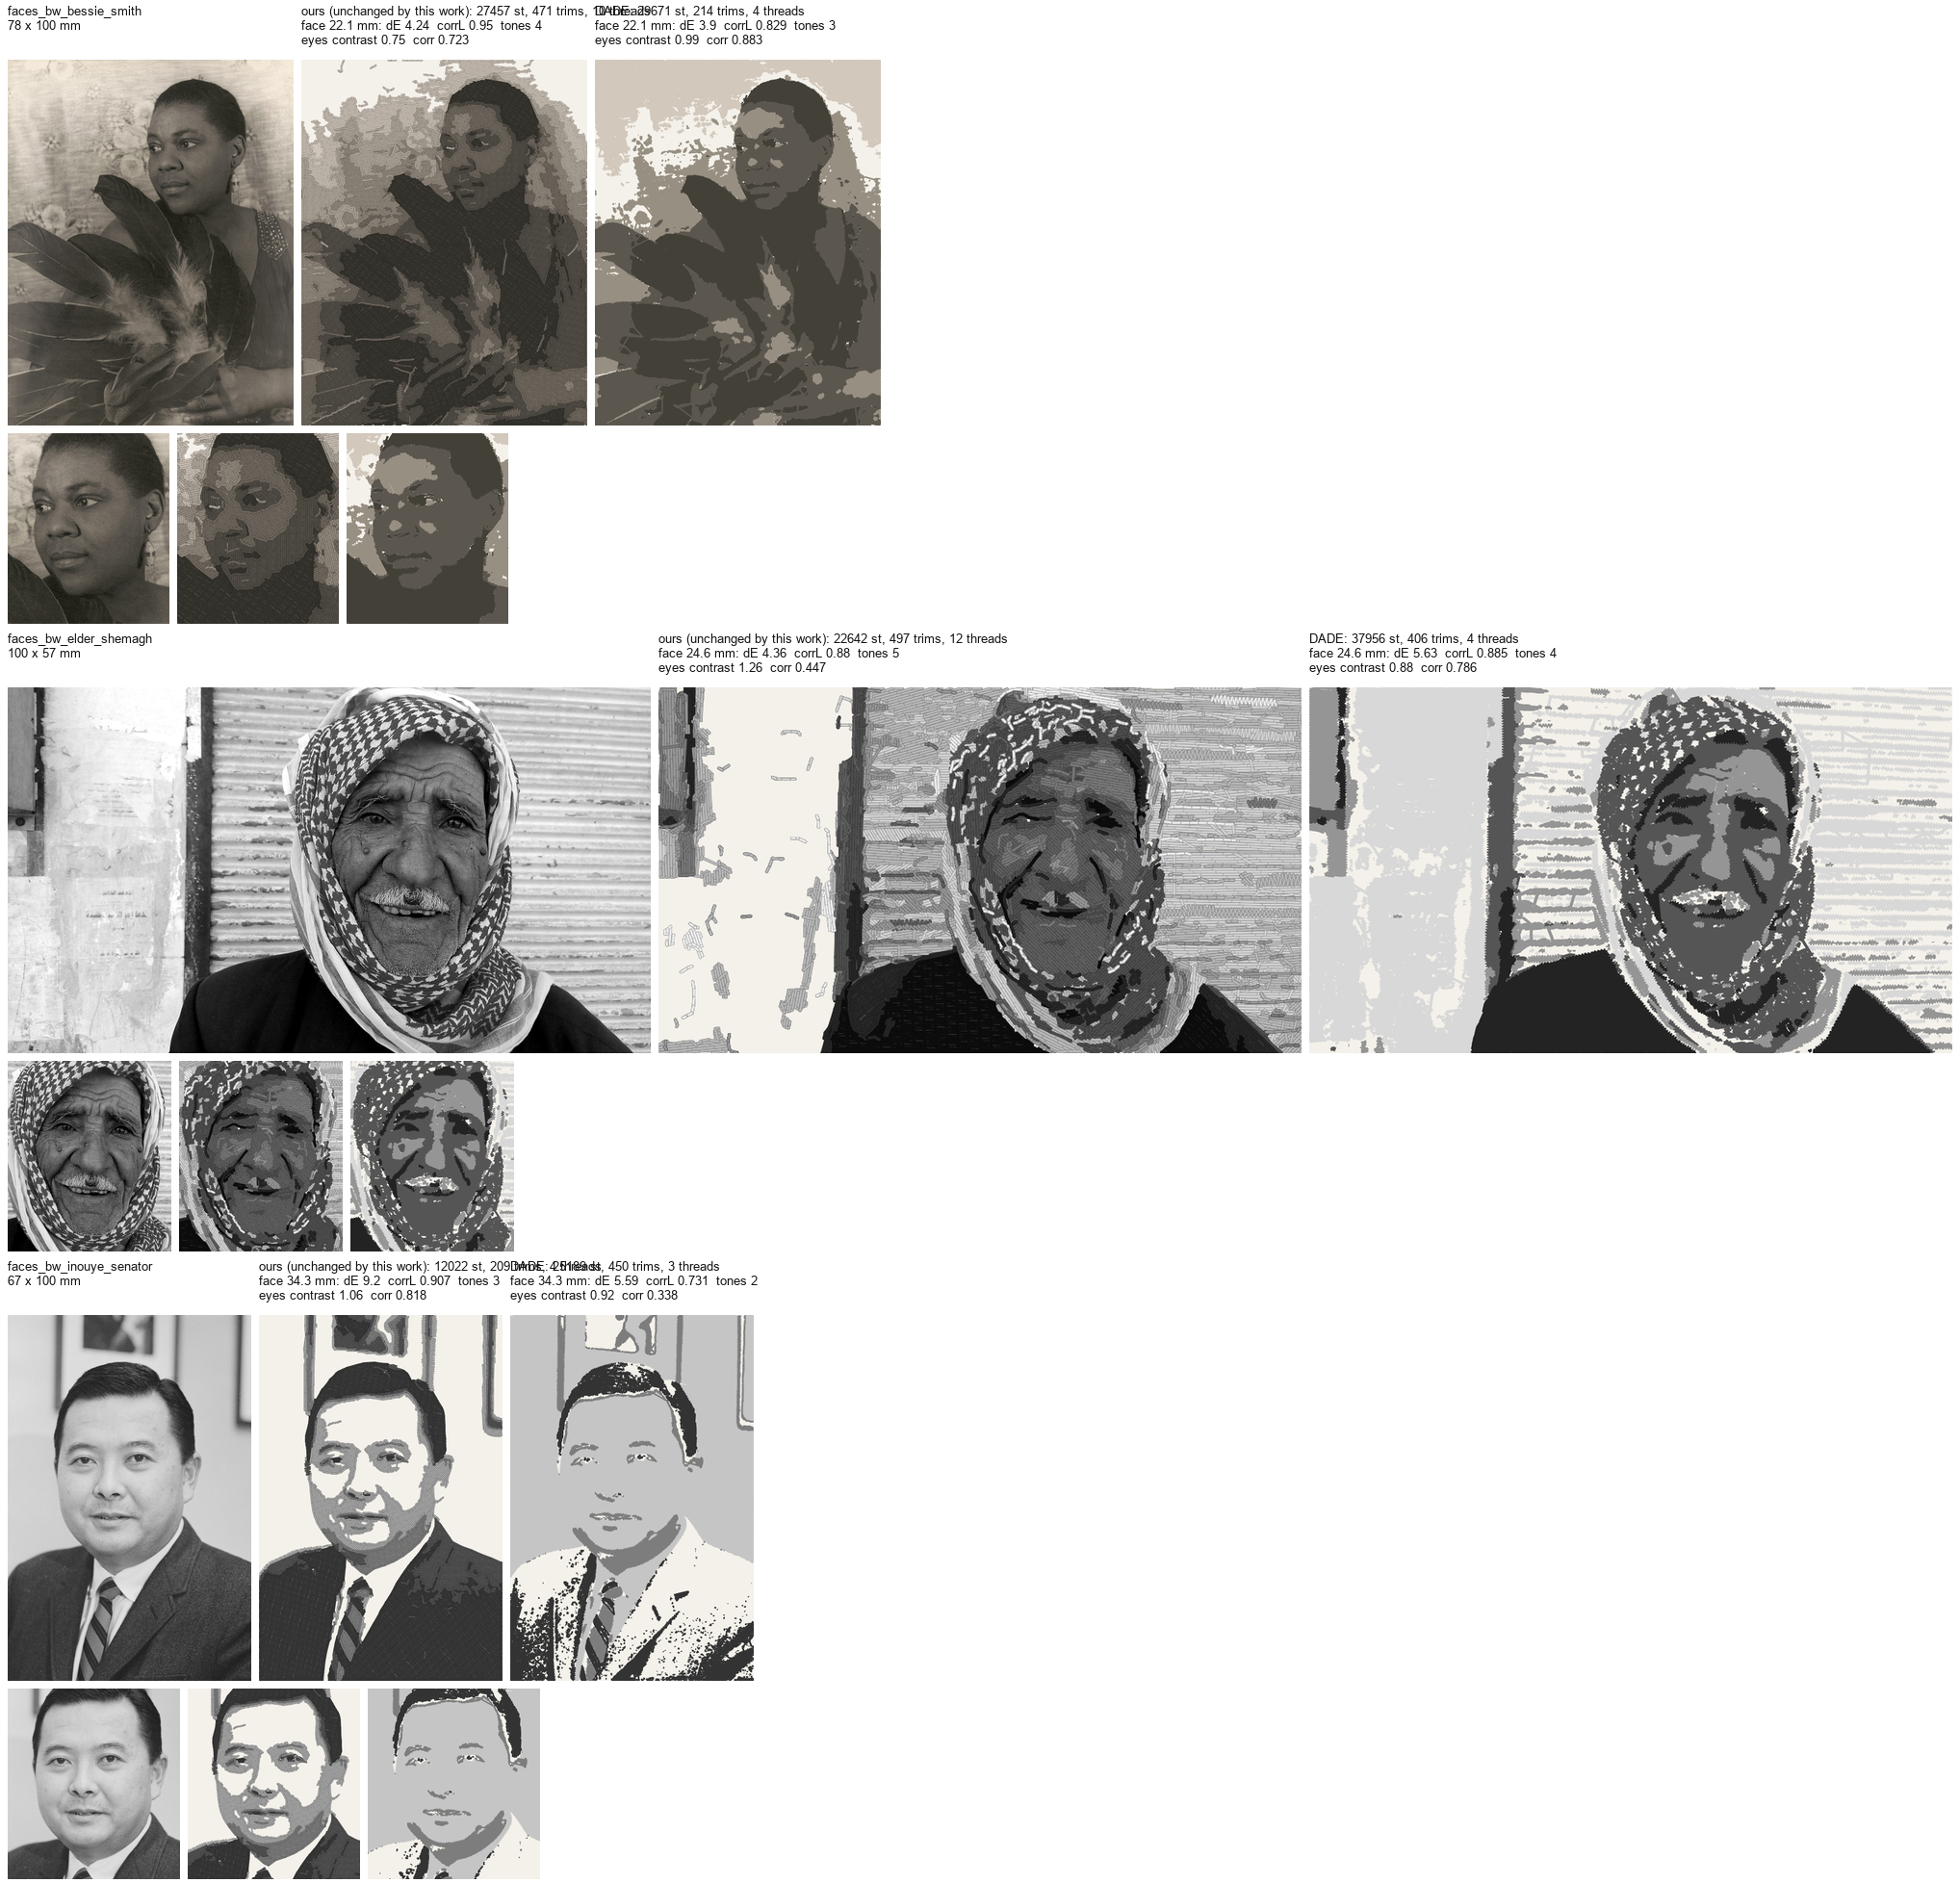 faces_bw_bessie_smith
78 x 100 mm
ours (unchanged by this work): 27457 st, 471 trims,
face 22.1 mm: dE 4.24 corrL 0.95 tones 4
eyes contrast 0.75 corr 0.723
st, 214 trims, 4 threads
face 22.1 mm: dE 3.9 corrL 0.829 tones 3
eyes contrast 0.99 corr 0.883
faces_bw_elder_shemagh
100 x 57 mm
ours (unchanged by this work): 22642 st, 497 trims, 12 threads
face 24.6 mm: dE 4.36 corrL 0.88 tones 5
eyes contrast 1.26 corr 0.447
DADE: 37956 st, 406 trims, 4 threads
face 24.6 mm: dE 5.63 corrL 0.885 tones 4
eyes contrast 0.88 corr 0.786
faces_bw_inouye_senator
67 x 100 mm
ours (unchanged by this work): 12022 st,
face 34.3 mm: dE 9.2 corrL 0.907 tones 3
eyes contrast 1.06 corr 0.818
450 trims, 3 threads
face 34.3 mm: dE 5.59 corrL 0.731 tones 2
eyes contrast 0.92 corr 0.338